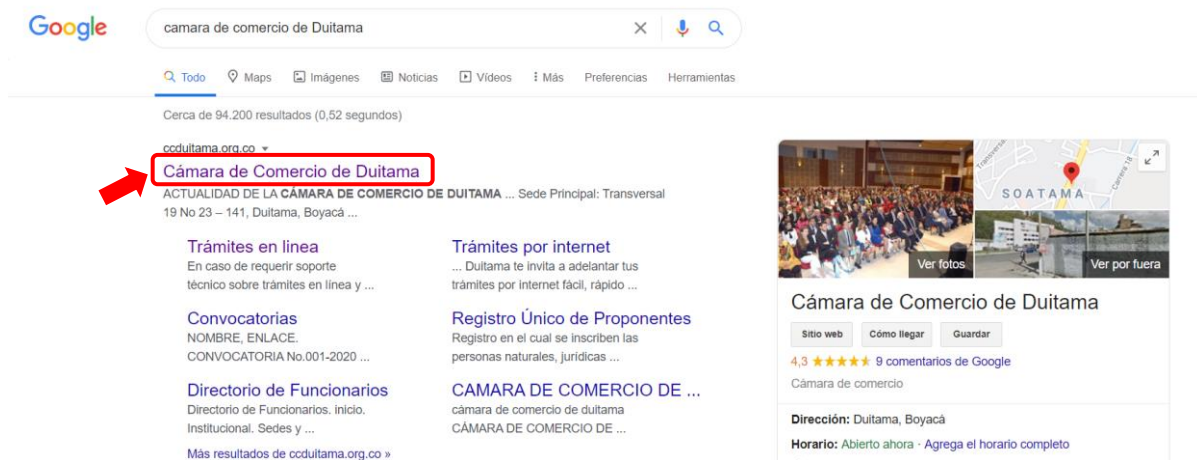 Google
camara de comercio de Duitama
Todo Maps Imágenes Noticias Vídeos Más Preferencias Herramientas
Cerca de 94.200 resultados (0,52 segundos)
ccduitama.org.co
Cámara de Comercio de Duitama
ACTUALIDAD DE LA CÁMARA DE COMERCIO DE DUITAMA ... Sede Principal: Transversal
19 No 23 – 141, Duitama, Boyacá ...
Trámites en linea
En caso de requerir soporte
técnico sobre trámites en línea y ...
Trámites por internet
... Duitama te invita a adelantar tus
trámites por internet fácil, rápido ...
Convocatorias
NOMBRE, ENLACE.
CONVOCATORIA No.001-2020 ...
Registro Único de Proponentes
Registro en el cual se inscriben las
personas naturales, jurídicas ...
Directorio de Funcionarios
Directorio de Funcionarios. inicio.
Institucional. Sedes y ...
CAMARA DE COMERCIO DE ...
cámara de comercio de duitama
CÁMARA DE COMERCIO DE ...
Más resultados de ccduitama.org.co »
SOATAMA
Carrera 18
Ver fotos
Ver por fuera
Cámara de Comercio de Duitama
Sitio web Cómo llegar Guardar
4,3 9 comentarios de Google
Cámara de comercio
Dirección: Duitama, Boyacá
Horario: Abierto ahora · Agrega el horario completo